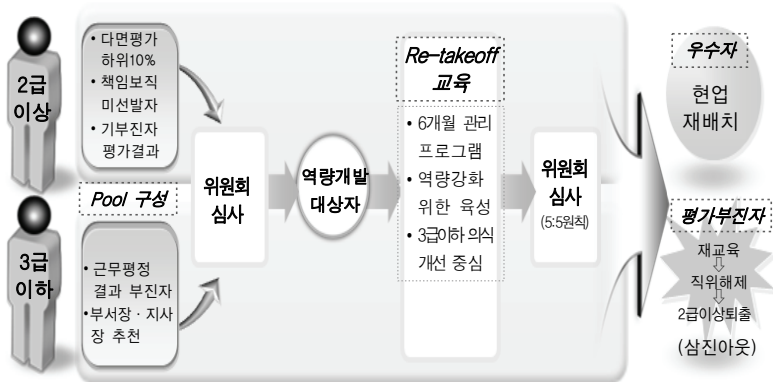 2급
이상
• 다면평가
하위10%
• 책임보직
미선발자
• 기부진자
평가결과
Pool 구성
3급
이하
• 근무평정
결과 부진자
•부서장 · 지사
장 추천
위원회
심사
역량개발
대상자
Re-takeoff
교육
• 6개월 관리
프로그램
• 역량강화
위한 육성
• 3급이하 의식
개선 중심
위원회
심사
(5:5원칙)
우수자
현업
재배치
평가부진자
재교육
직위해제
2급이상퇴출
(삼진아웃)